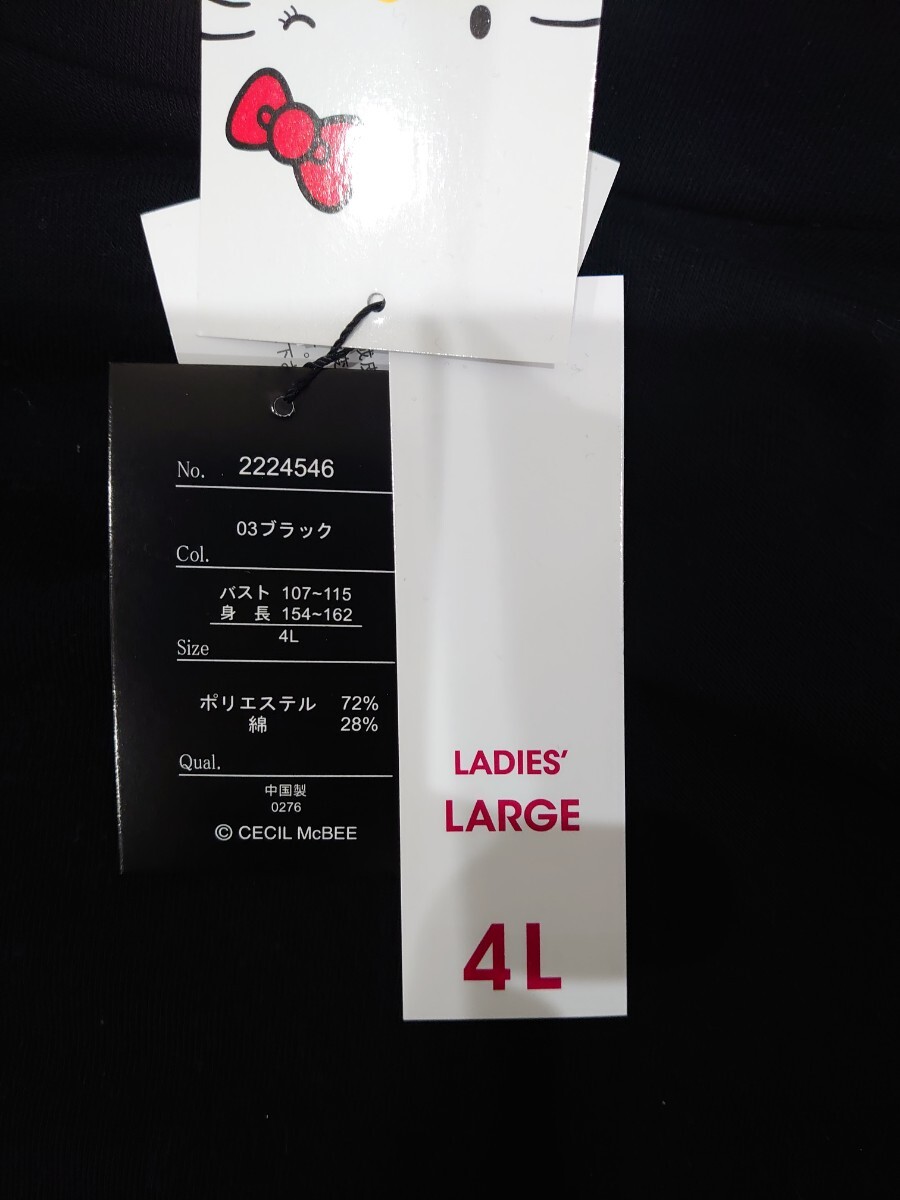 No. 2224546
03ブラック
Col.
バスト 107~115
身 長 154~162
4L
Size
ポリエステル 72%
綿 28%
Qual.
中国製
0276
© CECIL McBEE
LADIES'
LARGE
4L